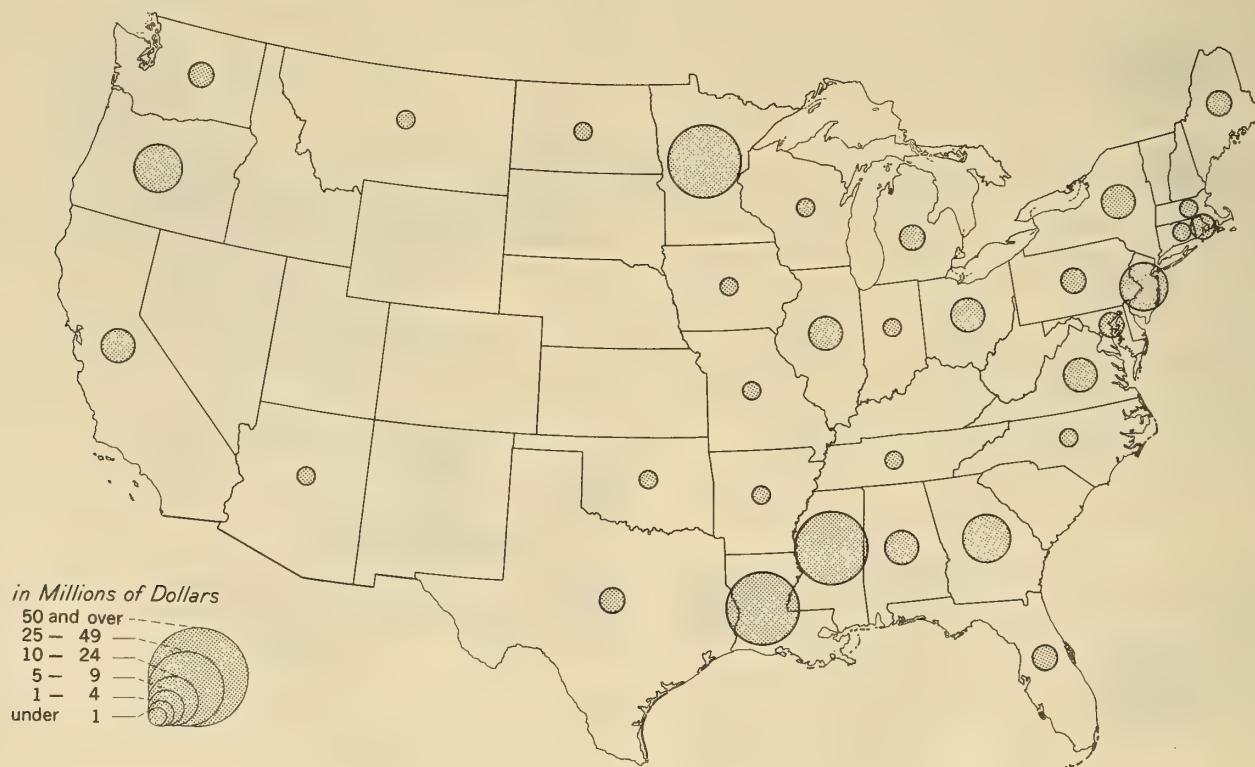 in Millions of Dollars
50 and over
25 – 49
10 – 24
5 – 9
1 – 4
under 1